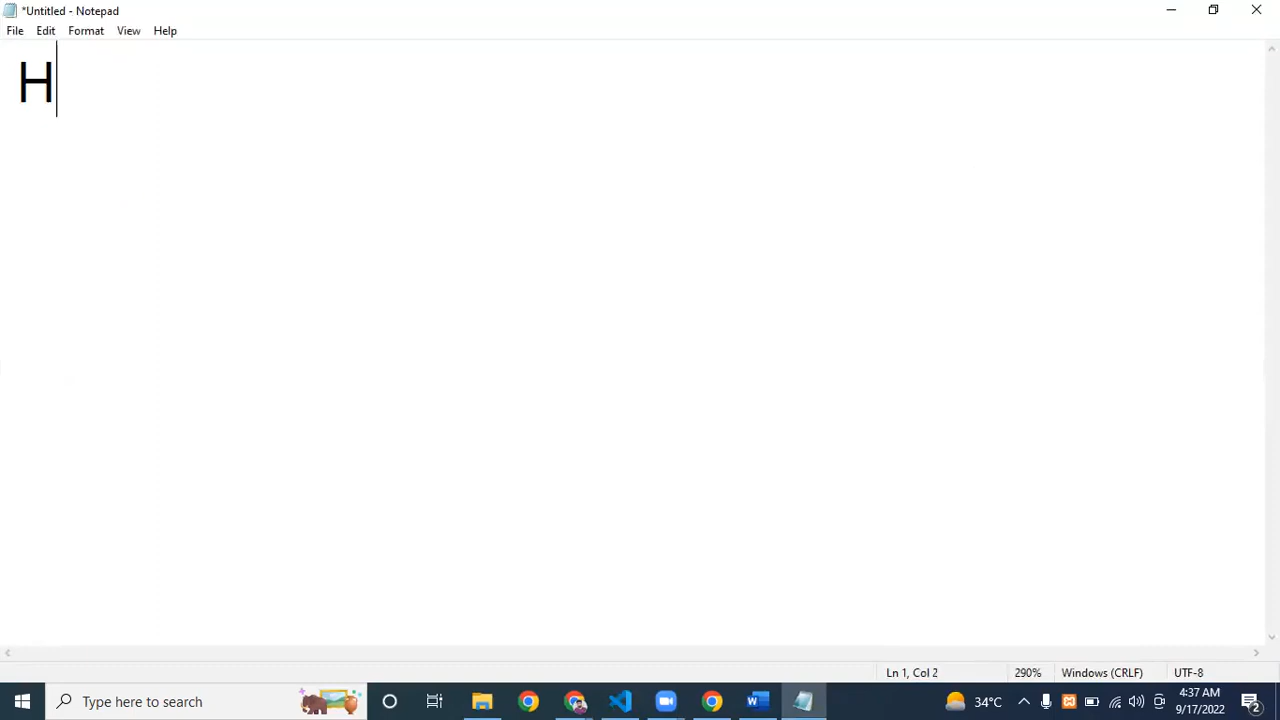 *Untitled - Notepad
File Edit Format View Help
H
Ln 1, Col 2 290% Windows (CRLF) UTF-8
Type here to search
34°C
4:37 AM
9/17/2022
2